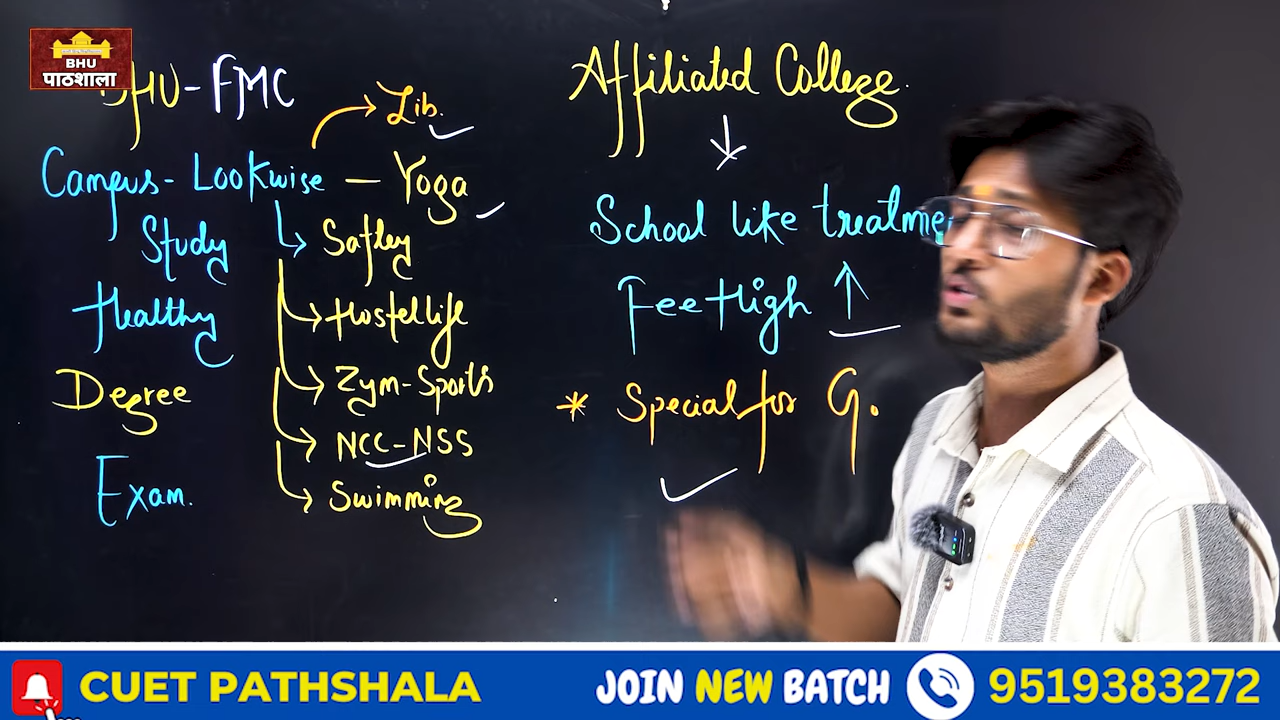 BHU
पाठशाला
BHU-FMC
Lib.
Campus-Lookwise — Yoga
Study
Saftey
Healthy
Hostel life
Degree
Zym-Sports
NCC-NSS
Exam.
Swimming
Affiliated College.
School like treatme
Fee High ↑
* Special for G.
CUET PATHSHALA
JOIN NEW BATCH
9519383272